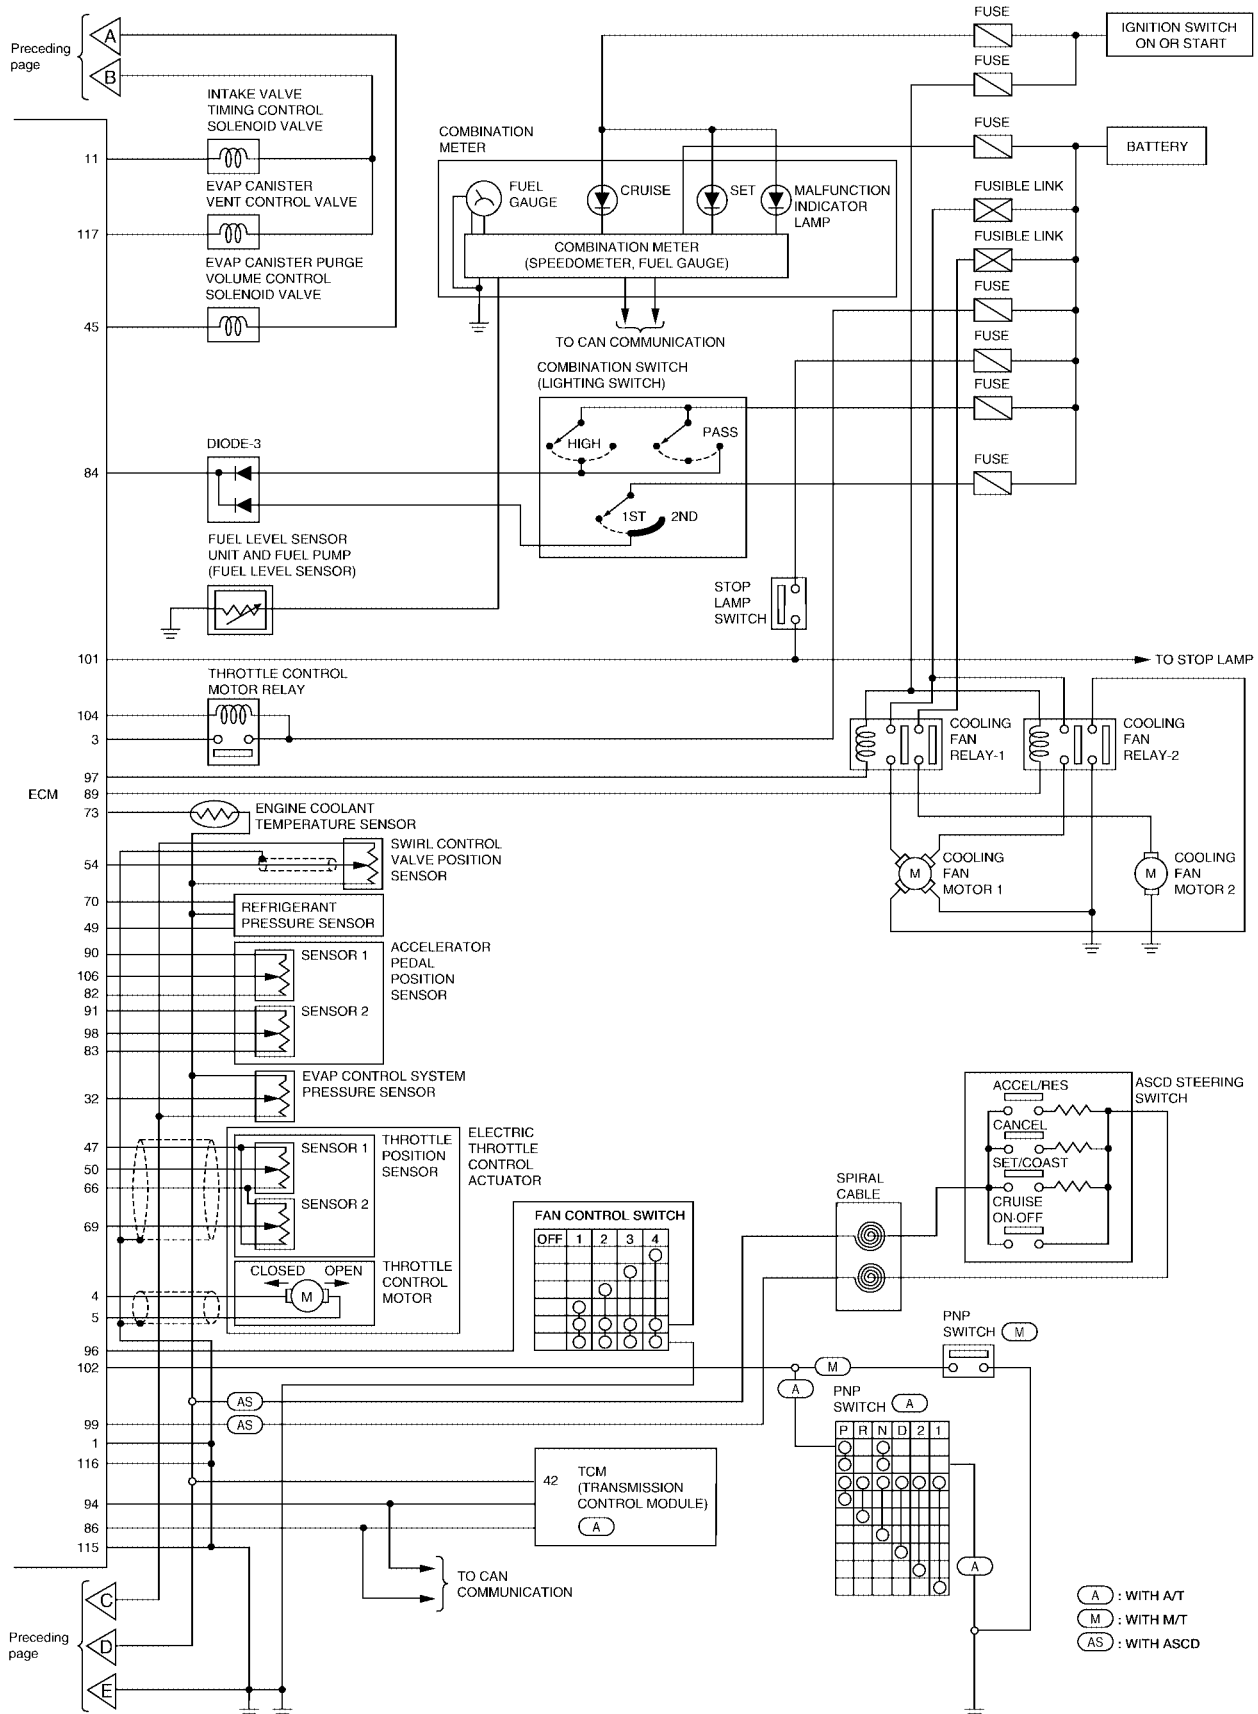 FUSE
IGNITION SWITCH
ON OR START
A
Preceding
page
B
FUSE
INTAKE VALVE
TIMING CONTROL
SOLENOID VALVE
COMBINATION
METER
FUSE
BATTERY
11
EVAP CANISTER
VENT CONTROL VALVE
FUEL
GAUGE
CRUISE
SET
MALFUNCTION
INDICATOR
LAMP
FUSIBLE LINK
117
COMBINATION METER
(SPEEDOMETER, FUEL GAUGE)
FUSIBLE LINK
EVAP CANISTER PURGE
VOLUME CONTROL
SOLENOID VALVE
FUSE
45
TO CAN COMMUNICATION
FUSE
COMBINATION SWITCH
(LIGHTING SWITCH)
FUSE
HIGH
PASS
DIODE-3
84
FUSE
1ST
2ND
FUEL LEVEL SENSOR
UNIT AND FUEL PUMP
(FUEL LEVEL SENSOR)
STOP
LAMP
SWITCH
101
TO STOP LAMP
THROTTLE CONTROL
MOTOR RELAY
104
3
COOLING
FAN
RELAY-1
COOLING
FAN
RELAY-2
97
ECM
89
73
ENGINE COOLANT
TEMPERATURE SENSOR
SWIRL CONTROL
VALVE POSITION
SENSOR
54
M
COOLING
FAN
MOTOR 1
M
COOLING
FAN
MOTOR 2
70
REFRIGERANT
PRESSURE SENSOR
49
90
SENSOR 1
ACCELERATOR
PEDAL
POSITION
SENSOR
106
82
91
SENSOR 2
98
83
EVAP CONTROL SYSTEM
PRESSURE SENSOR
32
ACCEL/RES
ASCD STEERING
SWITCH
CANCEL
SET/COAST
CRUISE
ON·OFF
47
SENSOR 1
THROTTLE
POSITION
SENSOR
ELECTRIC
THROTTLE
CONTROL
ACTUATOR
50
66
SENSOR 2
69
SPIRAL
CABLE
FAN CONTROL SWITCH
OFF 1 2 3 4
CLOSED OPEN
M
THROTTLE
CONTROL
MOTOR
4
5
96
PNP
SWITCH M
102
M
A
PNP
SWITCH A
AS
99
AS
P R N D 2 1
1
116
42
TCM
(TRANSMISSION
CONTROL MODULE)
A
94
86
115
A
TO CAN
COMMUNICATION
C
Preceding
page
D
E
A : WITH A/T
M : WITH M/T
AS : WITH ASCD